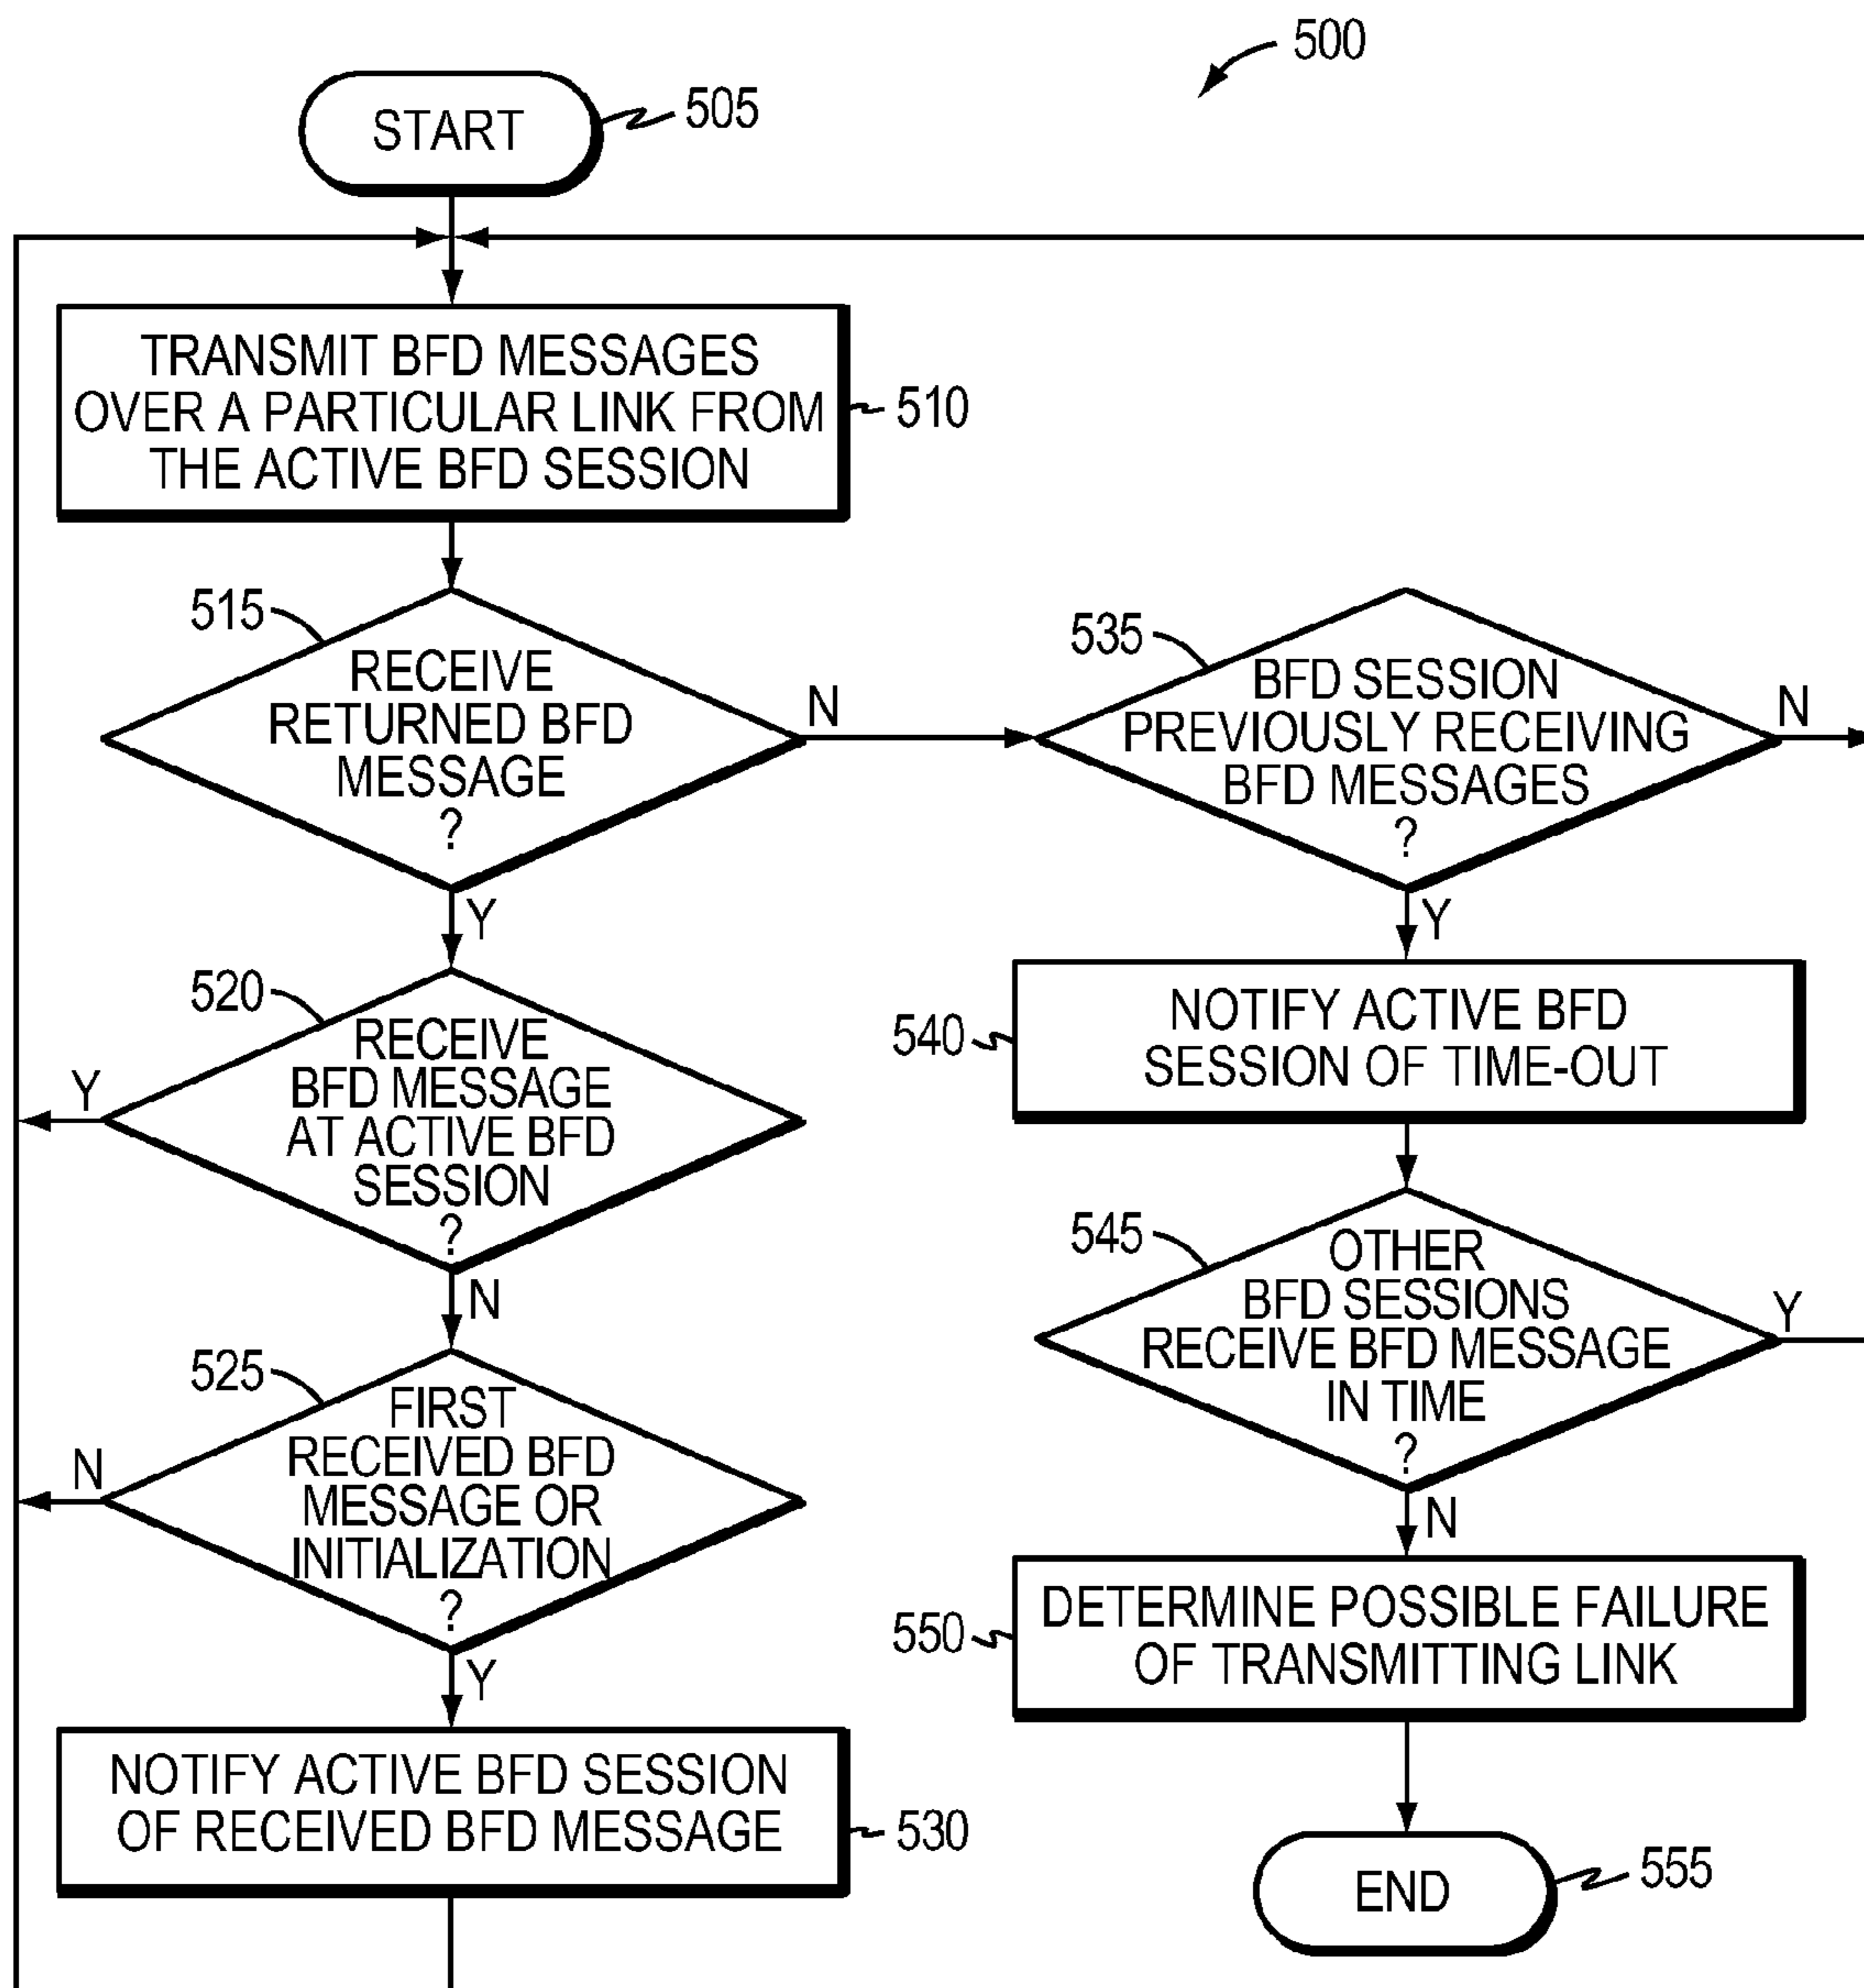 500
START
505
TRANSMIT BFD MESSAGES
OVER A PARTICULAR LINK FROM
THE ACTIVE BFD SESSION
510
515
RECEIVE
RETURNED BFD
MESSAGE
?
N
Y
535
BFD SESSION
PREVIOUSLY RECEIVING
BFD MESSAGES
?
N
Y
520
RECEIVE
BFD MESSAGE
AT ACTIVE BFD
SESSION
?
Y
N
540
NOTIFY ACTIVE BFD
SESSION OF TIME-OUT
525
FIRST
RECEIVED BFD
MESSAGE OR
INITIALIZATION
?
N
Y
545
OTHER
BFD SESSIONS
RECEIVE BFD MESSAGE
IN TIME
?
Y
N
550
DETERMINE POSSIBLE FAILURE
OF TRANSMITTING LINK
NOTIFY ACTIVE BFD SESSION
OF RECEIVED BFD MESSAGE
530
END
555